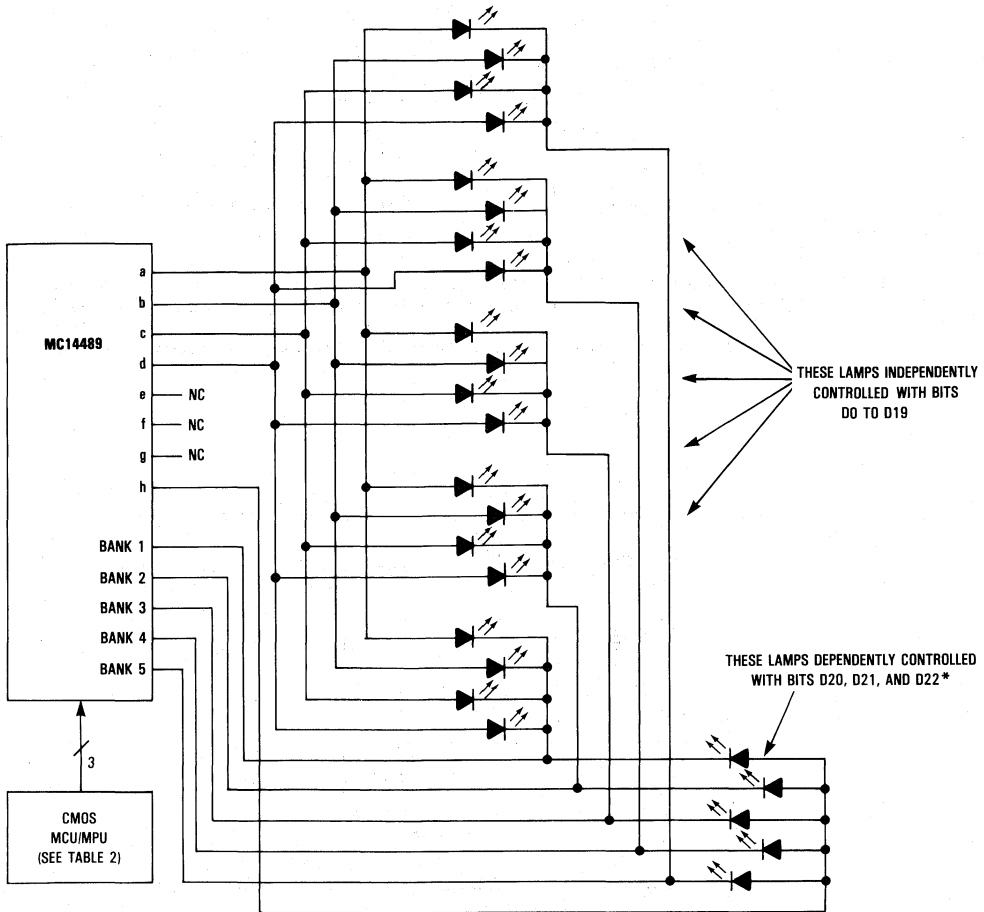 MC14489
a
b
c
d
e
NC
f
NC
g
NC
h
BANK 1
BANK 2
BANK 3
BANK 4
BANK 5
3
CMOS
MCU/MPU
(SEE TABLE 2)
THESE LAMPS INDEPENDENTLY
CONTROLLED WITH BITS
D0 TO D19
THESE LAMPS DEPENDENTLY CONTROLLED
WITH BITS D20, D21, AND D22*